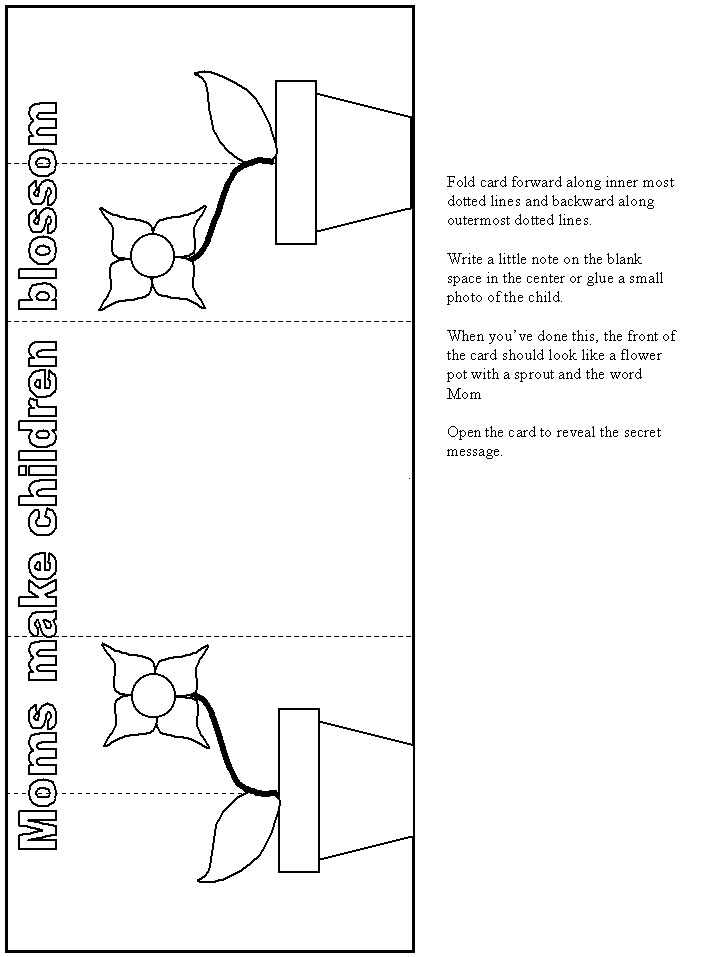 Moms make children blossom
Fold card forward along inner most
dotted lines and backward along
outermost dotted lines.
Write a little note on the blank
space in the center or glue a small
photo of the child.
When you've done this, the front of
the card should look like a flower
pot with a sprout and the word
Mom
Open the card to reveal the secret
message.